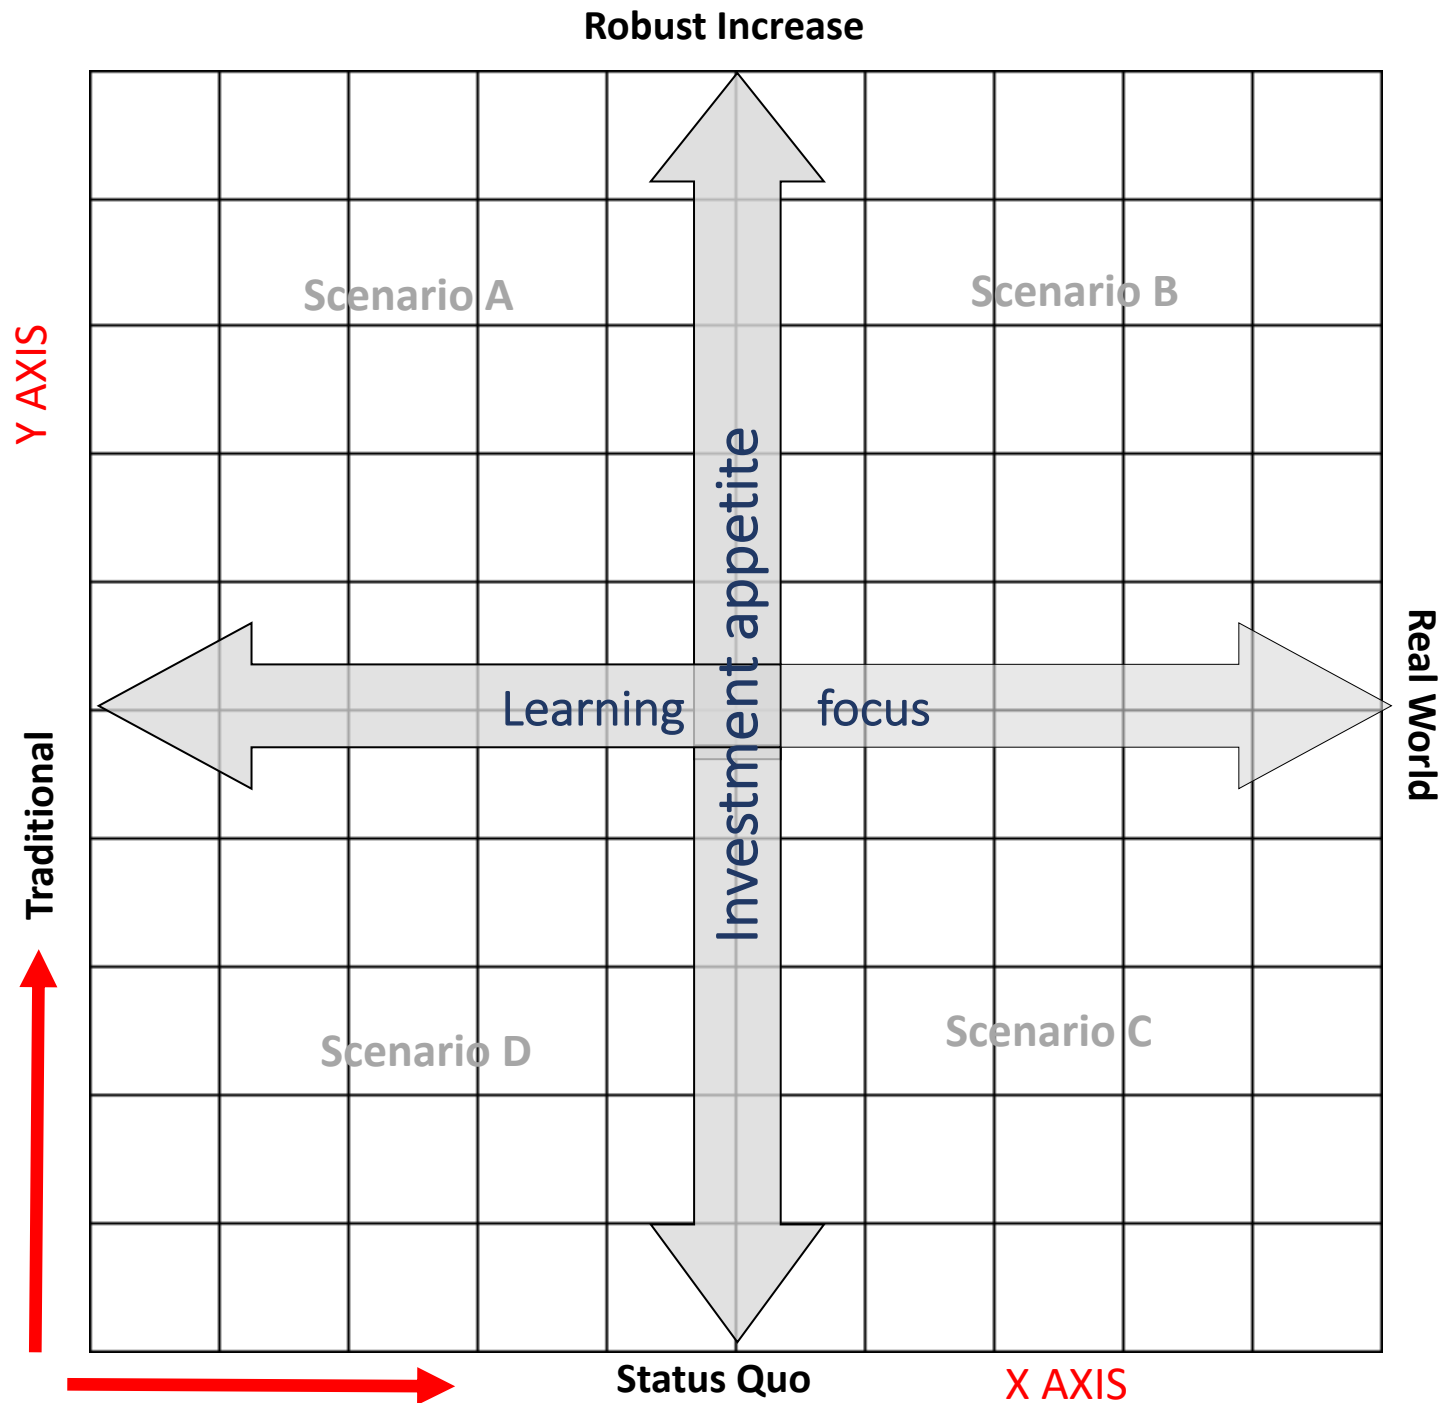 Robust Increase
Scenario A
Scenario B
Y AXIS
Investment appetite
Learning focus
Real World
Traditional
Scenario D
Scenario C
Status Quo
X AXIS